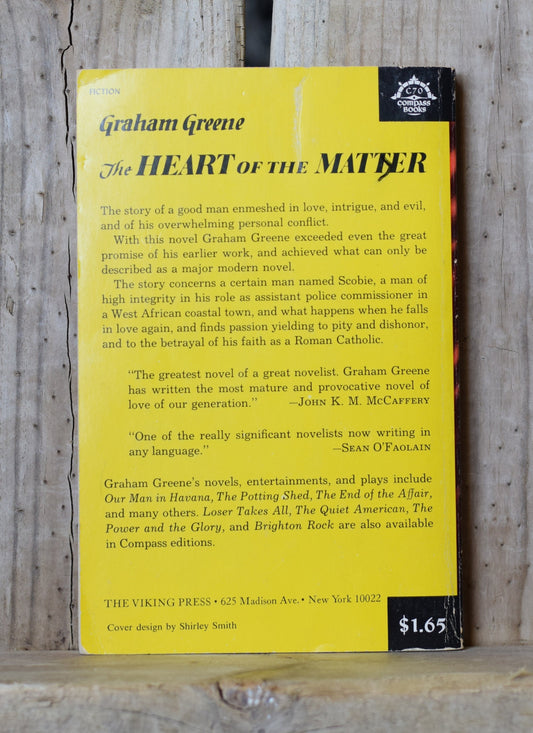 FICTION
C70
COMPASS
BOOKS
Graham Greene
The HEART OF THE MATTER
The story of a good man enmeshed in love, intrigue, and evil,
and of his overwhelming personal conflict.
With this novel Graham Greene exceeded even the great
promise of his earlier work, and achieved what can only be
described as a major modern novel.
The story concerns a certain man named Scobie, a man of
high integrity in his role as assistant police commissioner in
a West African coastal town, and what happens when he falls
in love again, and finds passion yielding to pity and dishonor,
and to the betrayal of his faith as a Roman Catholic.
"The greatest novel of a great novelist. Graham Greene
has written the most mature and provocative novel of
love of our generation." —JOHN K. M. MCCAFFERY
"One of the really significant novelists now writing in
any language." —SEAN O'FAOLAIN
Graham Greene's novels, entertainments, and plays include
Our Man in Havana, The Potting Shed, The End of the Affair,
and many others. Loser Takes All, The Quiet American, The
Power and the Glory, and Brighton Rock are also available
in Compass editions.
THE VIKING PRESS • 625 Madison Ave. • New York 10022
Cover design by Shirley Smith
$1.65